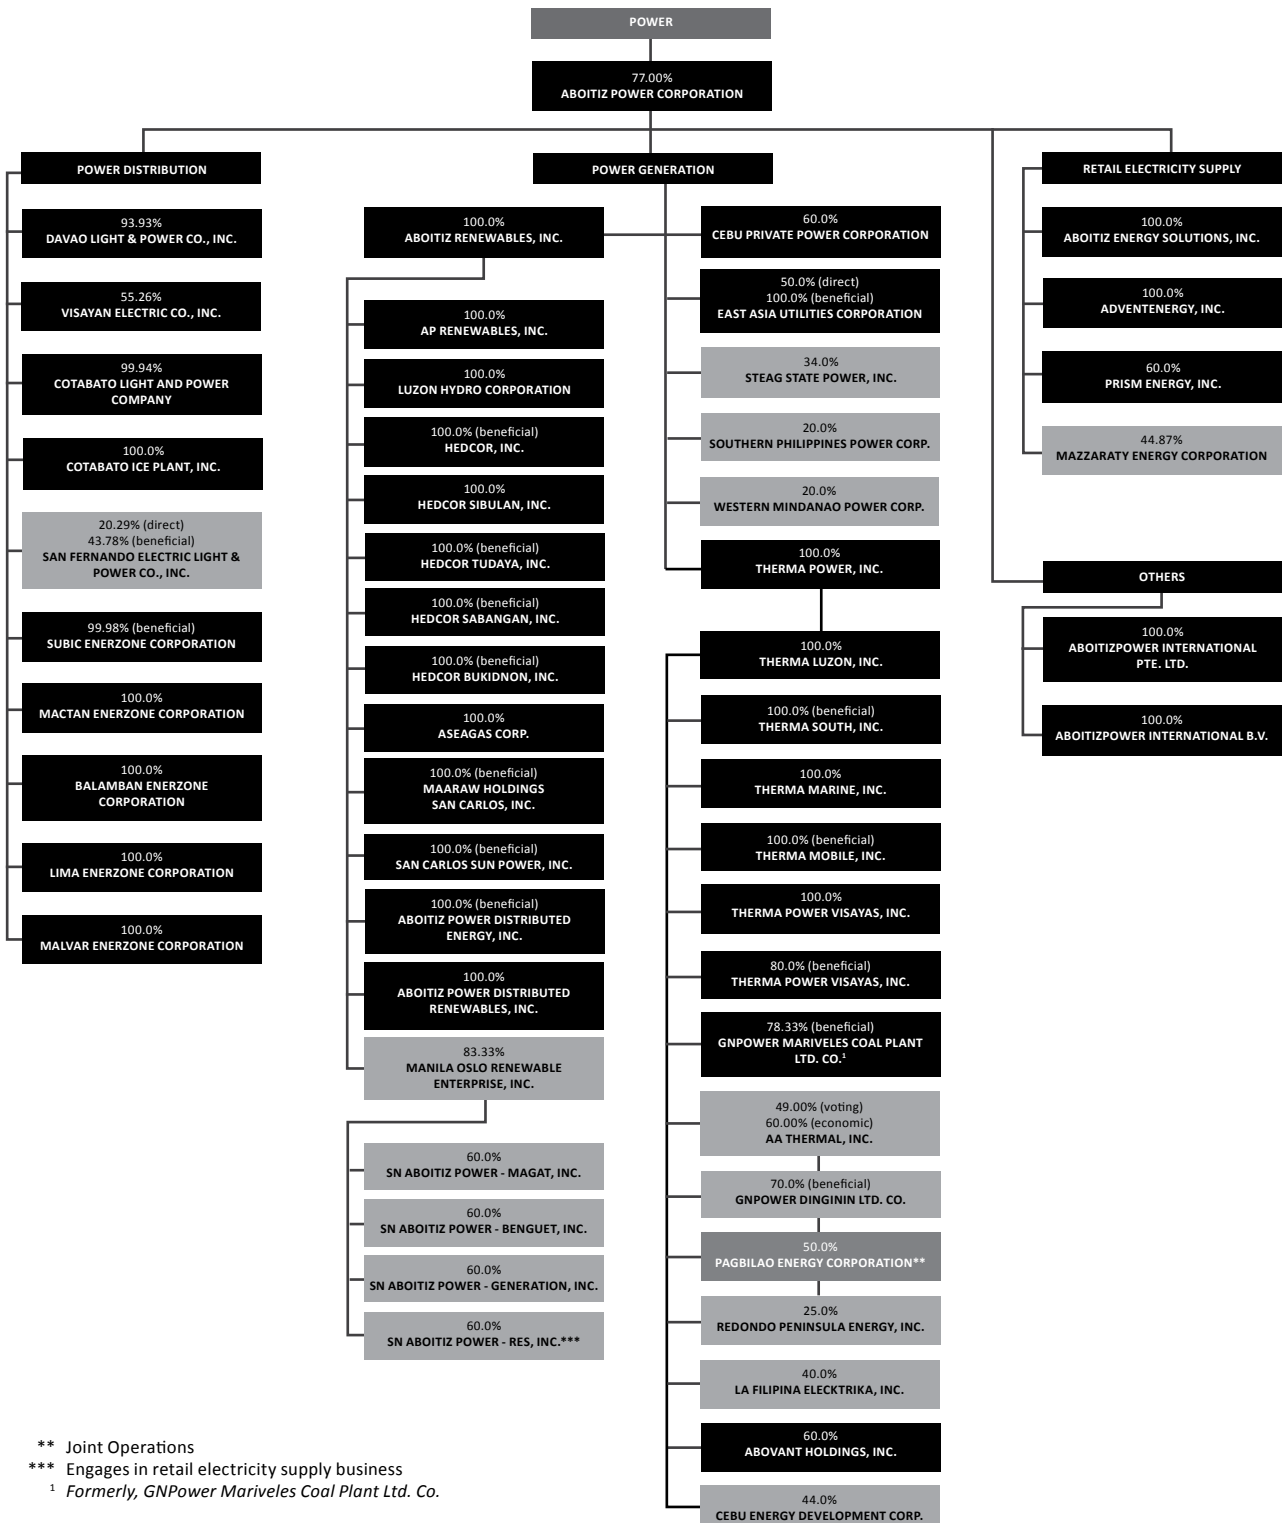 POWER
77.00%
ABOITIZ POWER CORPORATION
POWER DISTRIBUTION
93.93%
DAVAO LIGHT & POWER CO., INC.
55.26%
VISAYAN ELECTRIC CO., INC.
99.94%
COTABATO LIGHT AND POWER
COMPANY
100.0%
COTABATO ICE PLANT, INC.
20.29% (direct)
43.78% (beneficial)
SAN FERNANDO ELECTRIC LIGHT &
POWER CO., INC.
99.98% (beneficial)
SUBIC ENERZONE CORPORATION
100.0%
MACTAN ENERZONE CORPORATION
100.0%
BALAMBAN ENERZONE
CORPORATION
100.0%
LIMA ENERZONE CORPORATION
100.0%
MALVAR ENERZONE CORPORATION
POWER GENERATION
100.0%
ABOITIZ RENEWABLES, INC.
100.0%
AP RENEWABLES, INC.
100.0%
LUZON HYDRO CORPORATION
100.0% (beneficial)
HEDCOR, INC.
100.0%
HEDCOR SIBULAN, INC.
100.0% (beneficial)
HEDCOR TUDAYA, INC.
100.0% (beneficial)
HEDCOR SABANGAN, INC.
100.0% (beneficial)
HEDCOR BUKIDNON, INC.
100.0%
ASEAGAS CORP.
100.0% (beneficial)
MAARAW HOLDINGS
SAN CARLOS, INC.
100.0% (beneficial)
SAN CARLOS SUN POWER, INC.
100.0% (beneficial)
ABOITIZ POWER DISTRIBUTED
ENERGY, INC.
100.0%
ABOITIZ POWER DISTRIBUTED
RENEWABLES, INC.
83.33%
MANILA OSLO RENEWABLE
ENTERPRISE, INC.
60.0%
SN ABOITIZ POWER - MAGAT, INC.
60.0%
SN ABOITIZ POWER - BENGUET, INC.
60.0%
SN ABOITIZ POWER - GENERATION, INC.
60.0%
SN ABOITIZ POWER - RES, INC.***
60.0%
CEBU PRIVATE POWER CORPORATION
50.0% (direct)
100.0% (beneficial)
EAST ASIA UTILITIES CORPORATION
34.0%
STEAG STATE POWER, INC.
20.0%
SOUTHERN PHILIPPINES POWER CORP.
20.0%
WESTERN MINDANAO POWER CORP.
100.0%
THERMA POWER, INC.
100.0%
THERMA LUZON, INC.
100.0% (beneficial)
THERMA SOUTH, INC.
100.0%
THERMA MARINE, INC.
100.0% (beneficial)
THERMA MOBILE, INC.
100.0%
THERMA POWER VISAYAS, INC.
80.0% (beneficial)
THERMA POWER VISAYAS, INC.
78.33% (beneficial)
GNPOWER MARIVELES COAL PLANT
LTD. CO.¹
49.00% (voting)
60.00% (economic)
AA THERMAL, INC.
70.0% (beneficial)
GNPOWER DINGININ LTD. CO.
50.0%
PAGBILAO ENERGY CORPORATION**
25.0%
REDONDO PENINSULA ENERGY, INC.
40.0%
LA FILIPINA ELECKTRIKA, INC.
60.0%
ABOVANT HOLDINGS, INC.
44.0%
CEBU ENERGY DEVELOPMENT CORP.
RETAIL ELECTRICITY SUPPLY
100.0%
ABOITIZ ENERGY SOLUTIONS, INC.
100.0%
ADVENTENERGY, INC.
60.0%
PRISM ENERGY, INC.
44.87%
MAZZARATY ENERGY CORPORATION
OTHERS
100.0%
ABOITIZPOWER INTERNATIONAL
PTE. LTD.
100.0%
ABOITIZPOWER INTERNATIONAL B.V.
** Joint Operations
*** Engages in retail electricity supply business
¹ Formerly, GNPower Mariveles Coal Plant Ltd. Co.